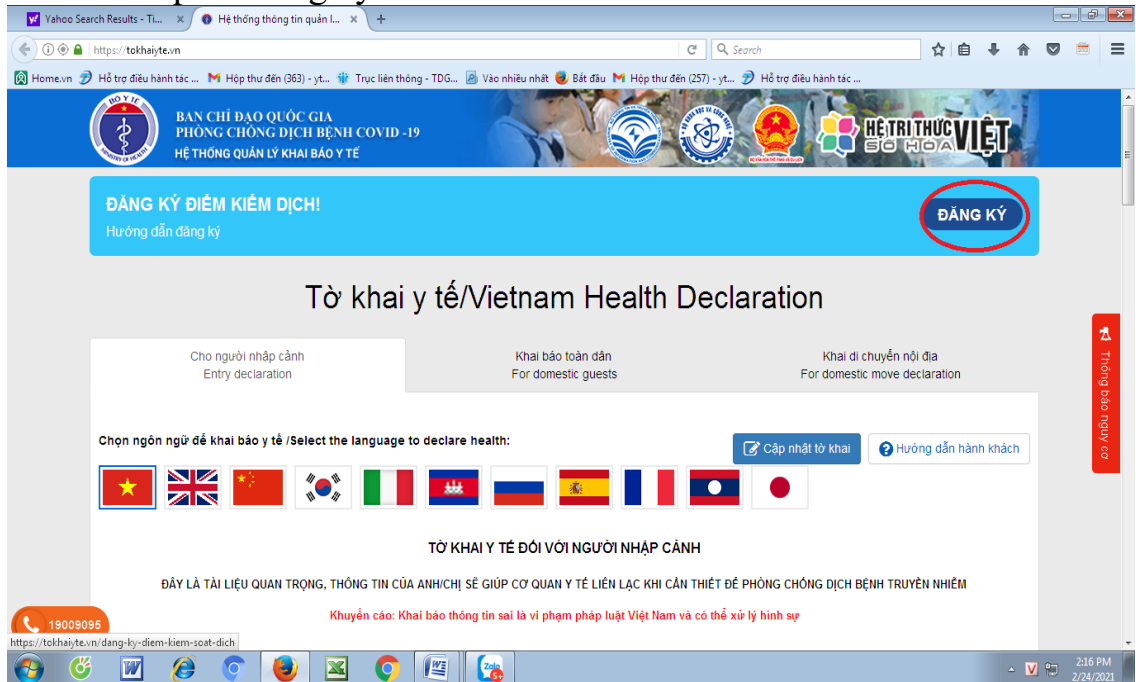 Yahoo Search Results - Ti...
Hệ thống thông tin quản l...
https://tokhaiyte.vn
Search
Home.vn
Hỗ trợ điều hành tác ...
Hộp thư đến (363) - yt...
Trục liên thông - TDG...
Vào nhiều nhất
Bắt đầu
Hộp thư đến (257) - yt...
Hỗ trợ điều hành tác ...
BỘ Y TẾ
MINISTRY OF HEALTH
BAN CHỈ ĐẠO QUỐC GIA
PHÒNG CHỐNG DỊCH BỆNH COVID -19
HỆ THỐNG QUẢN LÝ KHAI BÁO Y TẾ
HỆ TRI THỨC VIỆT
SỐ HÓA
ĐĂNG KÝ ĐIỂM KIỂM DỊCH!
Hướng dẫn đăng ký
ĐĂNG KÝ
Tờ khai y tế/Vietnam Health Declaration
Cho người nhập cảnh
Entry declaration
Khai báo toàn dân
For domestic guests
Khai di chuyển nội địa
For domestic move declaration
Thông báo nguy cơ
Chọn ngôn ngữ để khai báo y tế /Select the language to declare health:
Cập nhật tờ khai
Hướng dẫn hành khách
TỜ KHAI Y TẾ ĐỐI VỚI NGƯỜI NHẬP CẢNH
ĐÂY LÀ TÀI LIỆU QUAN TRỌNG, THÔNG TIN CỦA ANH/CHỊ SẼ GIÚP CƠ QUAN Y TẾ LIÊN LẠC KHI CẦN THIẾT ĐỂ PHÒNG CHỐNG DỊCH BỆNH TRUYỀN NHIỄM
Khuyến cáo: Khai báo thông tin sai là vi phạm pháp luật Việt Nam và có thể xử lý hình sự
19009095
https://tokhaiyte.vn/dang-ky-diem-kiem-soat-dich
Zalo
5+
2:16 PM
2/24/2021